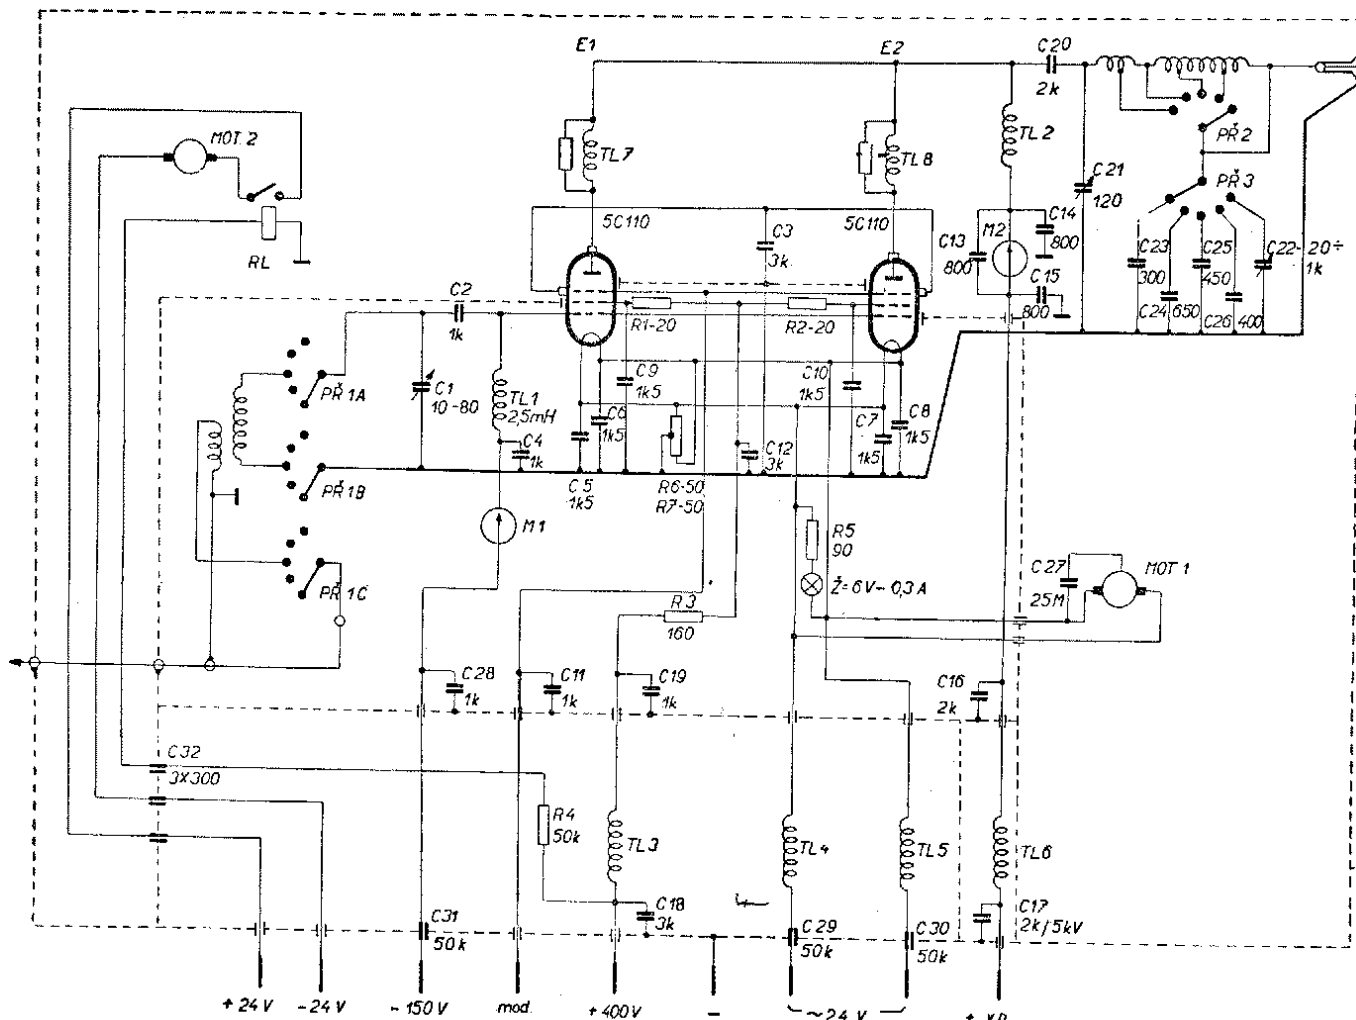 E1
E2
C20
2k
MOT. 2
TL7
TL8
TL2
PŘ2
C21
120
PŘ3
RL
5C110
5C110
C3
3k
C13
800
M2
C14
800
C15
800
C23
300
C25
450
C22-20÷
1k
C24
650
C26
400
C2
1k
R1-20
R2-20
PŘ1A
C1
10-80
TL1
2,5mH
C9
1k5
C10
1k5
C6
1k5
C7
1k5
C8
1k5
C4
1k
C12
3k
PŘ1B
C5
1k5
R6-50
R7-50
M1
R5
90
PŘ1C
Ž=6V-0,3A
C27
25M
MOT 1
R3
160
C28
1k
C11
1k
C19
1k
C16
2k
C32
3X300
R4
50k
TL3
TL4
TL5
TL6
C31
50k
C18
3k
C29
50k
C30
50k
C17
2k/5kV
+24V
-24V
-150V
mod.
+400V
−
~24 V